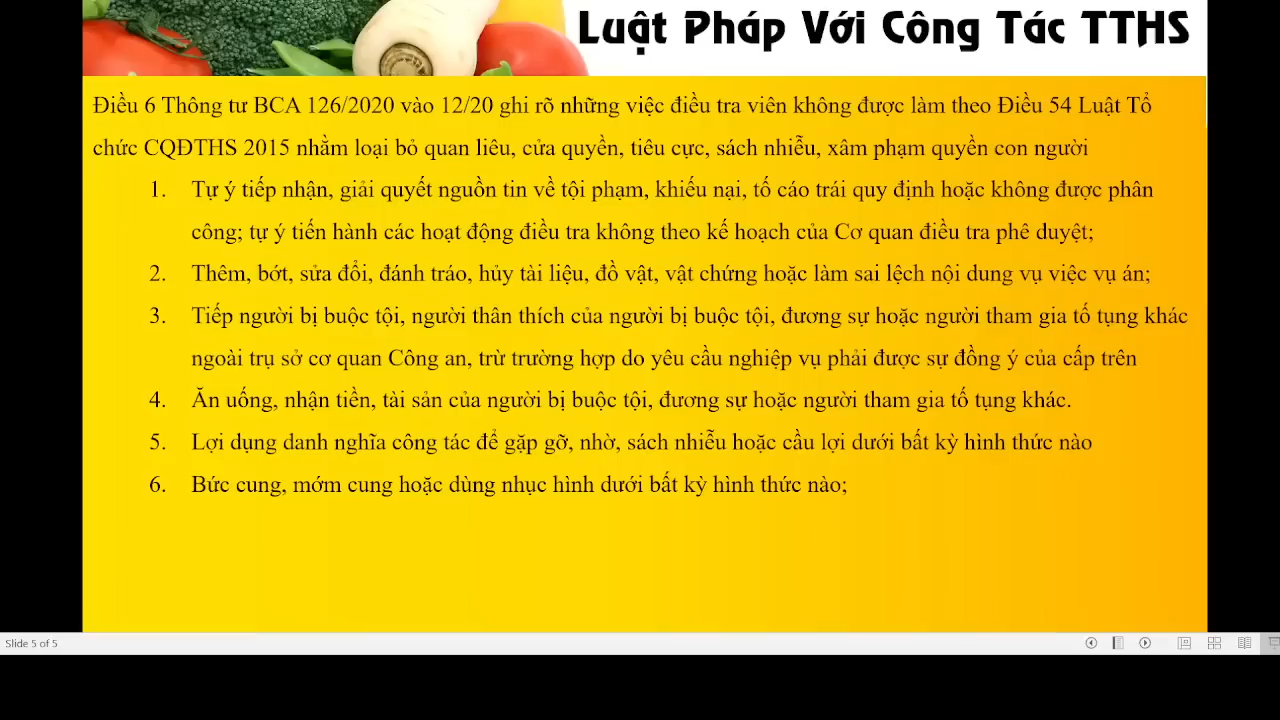 Luật Pháp Với Công Tác TTHS
Điều 6 Thông tư BCA 126/2020 vào 12/20 ghi rõ những việc điều tra viên không được làm theo Điều 54 Luật Tổ
chức CQĐTHS 2015 nhằm loại bỏ quan liêu, cửa quyền, tiêu cực, sách nhiễu, xâm phạm quyền con người
1. Tự ý tiếp nhận, giải quyết nguồn tin về tội phạm, khiếu nại, tố cáo trái quy định hoặc không được phân
công; tự ý tiến hành các hoạt động điều tra không theo kế hoạch của Cơ quan điều tra phê duyệt;
2. Thêm, bớt, sửa đổi, đánh tráo, hủy tài liệu, đồ vật, vật chứng hoặc làm sai lệch nội dung vụ việc vụ án;
3. Tiếp người bị buộc tội, người thân thích của người bị buộc tội, đương sự hoặc người tham gia tố tụng khác
ngoài trụ sở cơ quan Công an, trừ trường hợp do yêu cầu nghiệp vụ phải được sự đồng ý của cấp trên
4. Ăn uống, nhận tiền, tài sản của người bị buộc tội, đương sự hoặc người tham gia tố tụng khác.
5. Lợi dụng danh nghĩa công tác để gặp gỡ, nhờ, sách nhiễu hoặc cầu lợi dưới bất kỳ hình thức nào
6. Bức cung, mớm cung hoặc dùng nhục hình dưới bất kỳ hình thức nào;
Slide 5 of 5